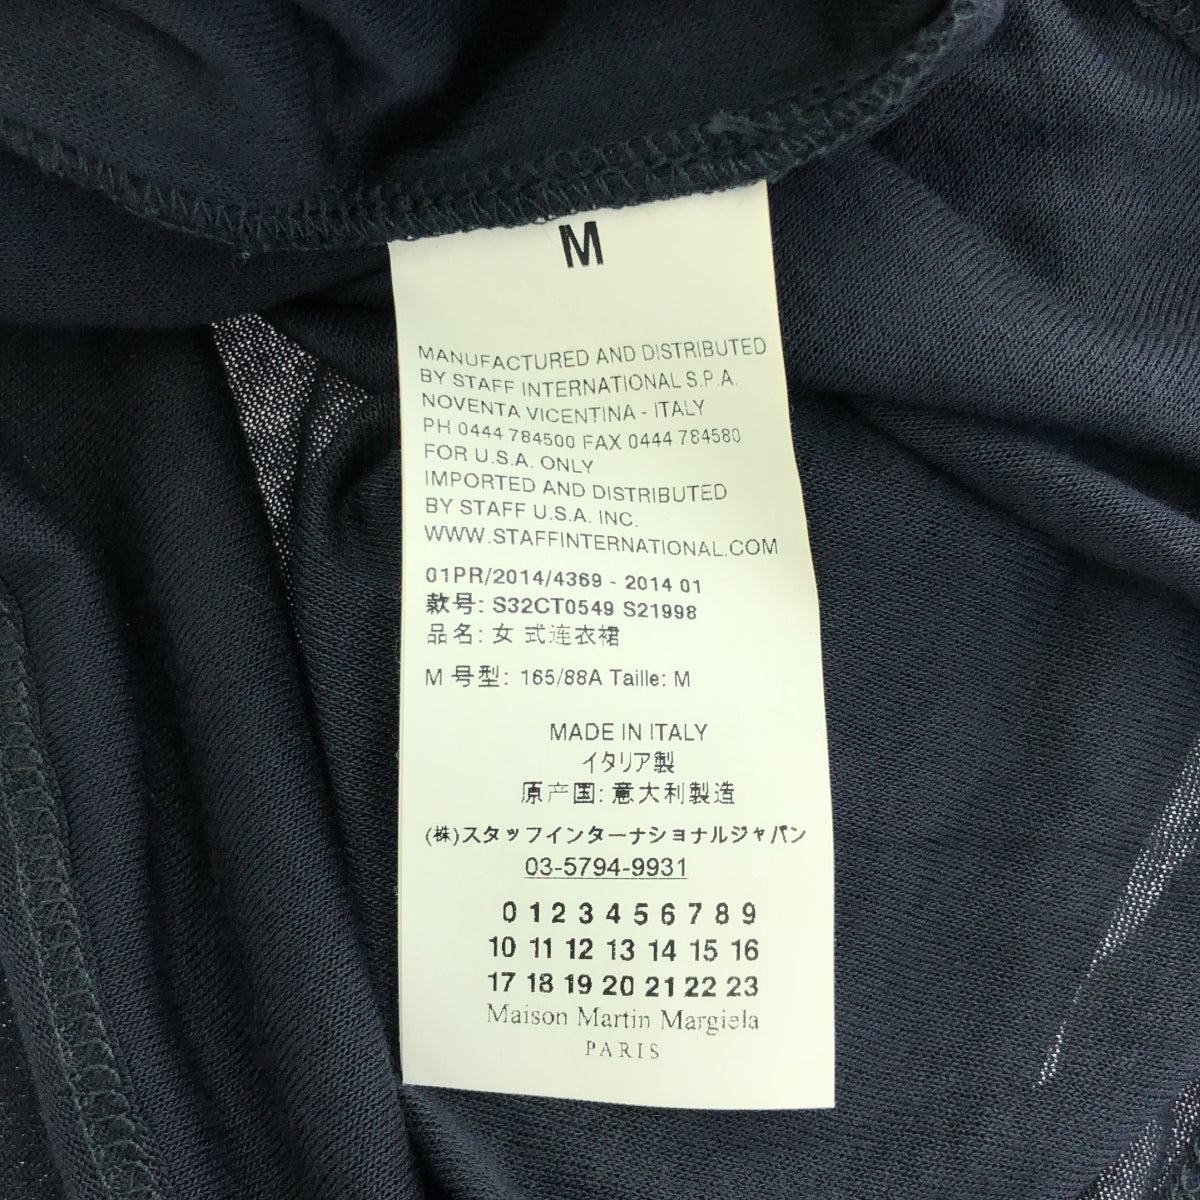 M
MANUFACTURED AND DISTRIBUTED
BY STAFF INTERNATIONAL S.P.A.
NOVENTA VICENTINA - ITALY
PH 0444 784500 FAX 0444 784580
FOR U.S.A. ONLY
IMPORTED AND DISTRIBUTED
BY STAFF U.S.A. INC.
WWW.STAFFINTERNATIONAL.COM
01PR/2014/4369 - 2014 01
款号: S32CT0549 S21998
品名: 女 式连衣裙
M 号型: 165/88A Taille: M
MADE IN ITALY
イタリア製
原产国: 意大利製造
(株)スタッフインターナショナルジャパン
03-5794-9931
0 1 2 3 4 5 6 7 8 9
10 11 12 13 14 15 16
17 18 19 20 21 22 23
Maison Martin Margiela
PARIS